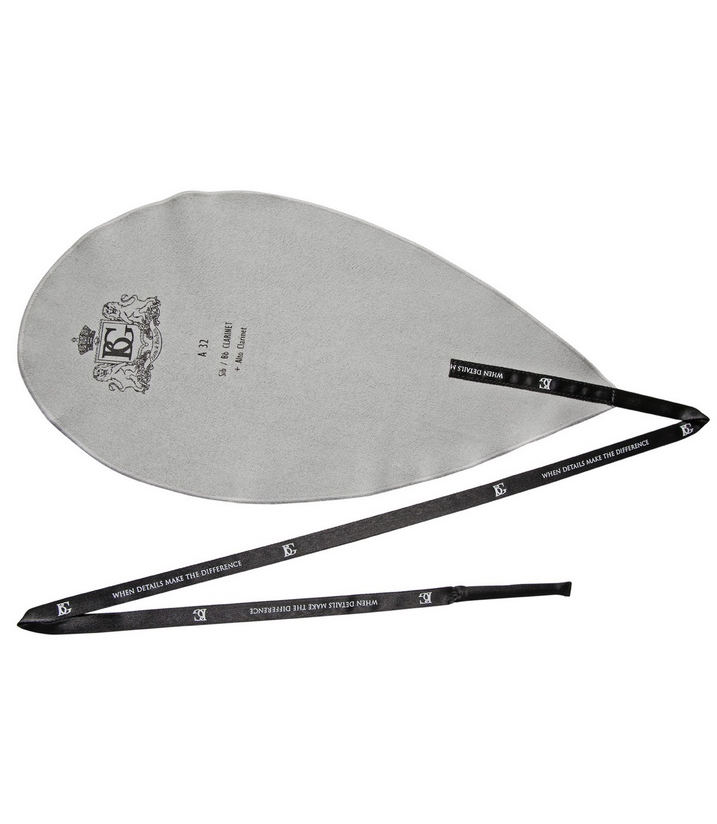 BG
A 32
Sib / Bb CLARINET
+ Alto Clarinet
WHEN DETAILS M
BG
BG
WHEN DETAILS MAKE THE DIFFERENCE
BG
BG
WHEN DETAILS MAKE THE DIFFERENCE
BG
BG
WHEN DETAILS MAKE THE DIFFERENCE
BG